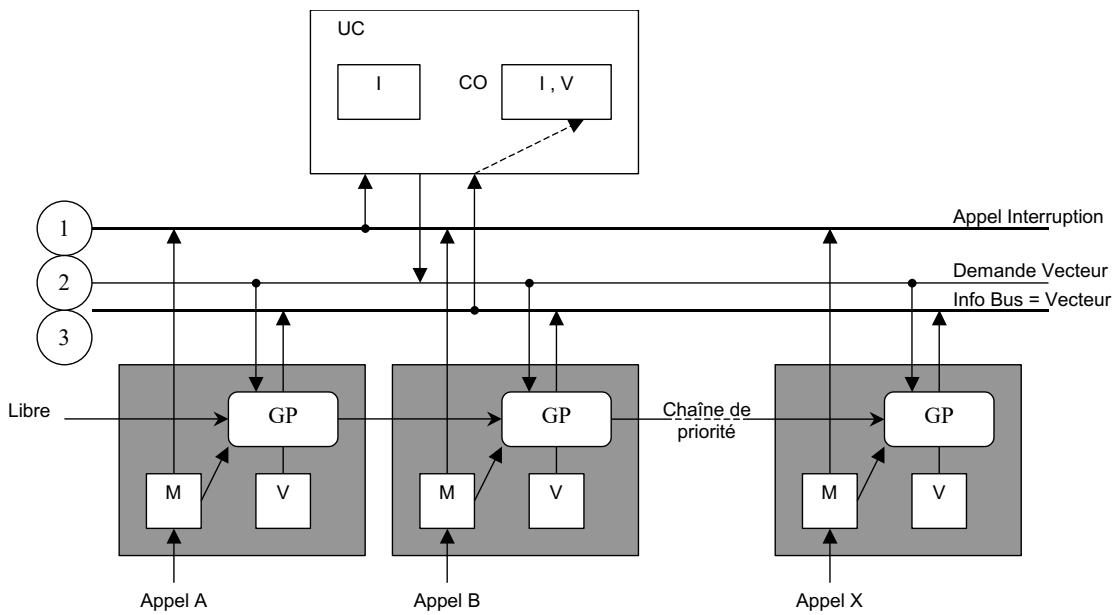 UC
I
CO
I , V
1
Appel Interruption
2
Demande Vecteur
Info Bus = Vecteur
3
Libre
GP
GP
Chaîne de
priorité
GP
M
V
M
V
M
V
Appel A
Appel B
Appel X